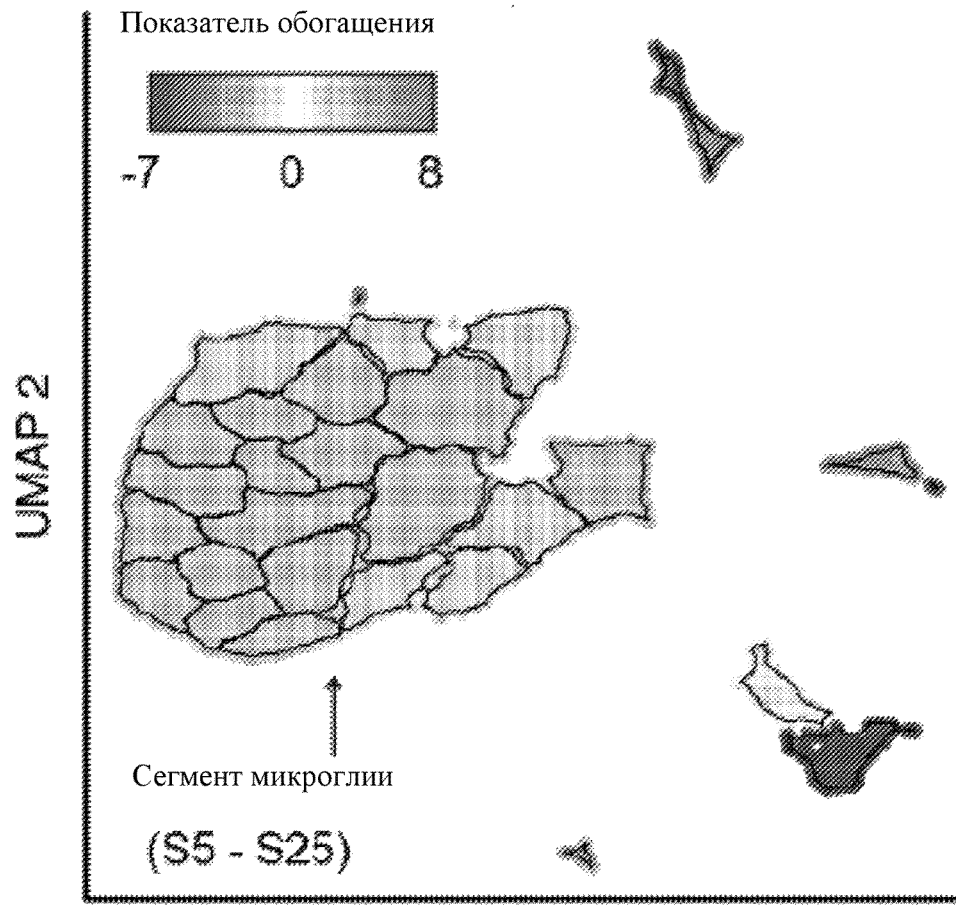 Показатель обогащения
-7 0 8
UMAP 2
Сегмент микроглии
(S5 - S25)